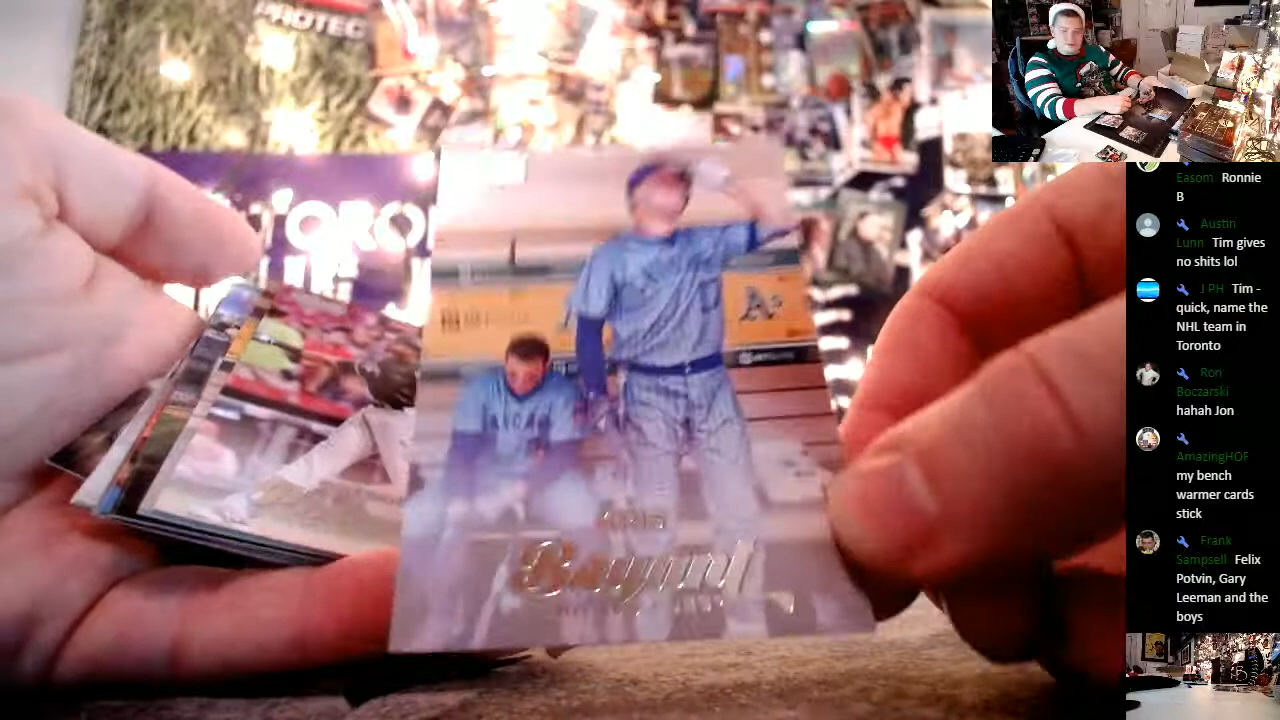 PROTEC
TORO
A's
Bryant
Easom Ronnie
B
Austin
Lunn Tim gives
no shits lol
J PH Tim -
quick, name the
NHL team in
Toronto
Ron
Boczarski
hahah Jon
AmazingHOF
my bench
warmer cards
stick
Frank
Sampsell Felix
Potvin, Gary
Leeman and the
boys